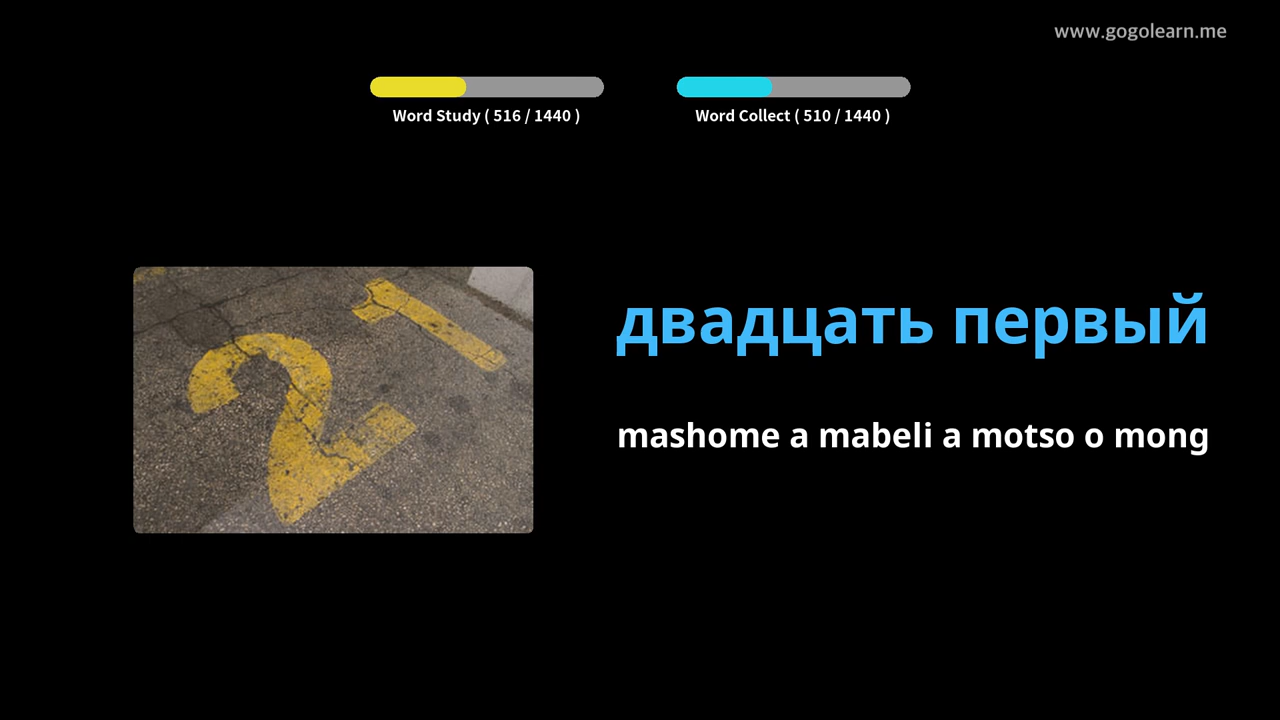 www.gogolearn.me
Word Study ( 516 / 1440 )
Word Collect ( 510 / 1440 )
21
двадцать первый
mashome a mabeli a motso o mong